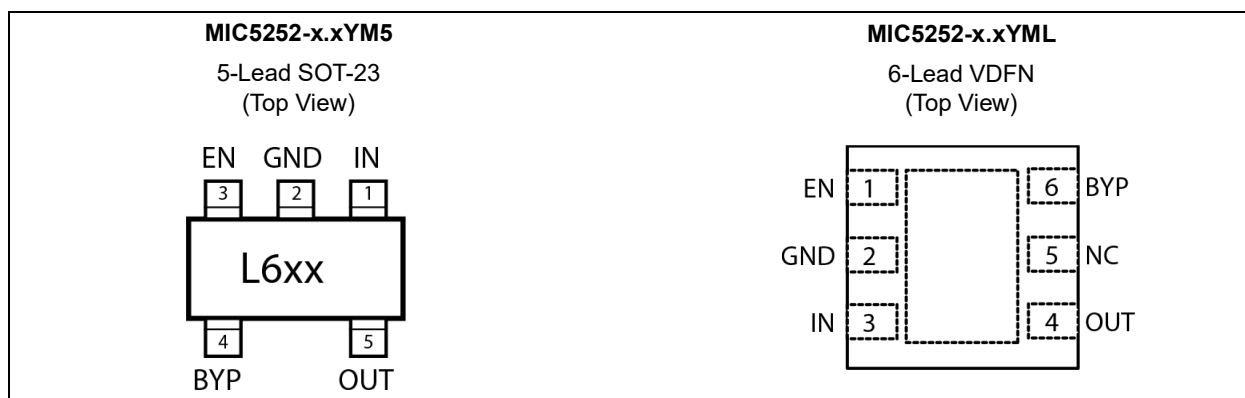 MIC5252-x.xYM5
5-Lead SOT-23
(Top View)
EN GND IN
3 2 1
L6xx
4 5
BYP OUT
MIC5252-x.xYML
6-Lead VDFN
(Top View)
EN 1 6 BYP
GND 2 5 NC
IN 3 4 OUT